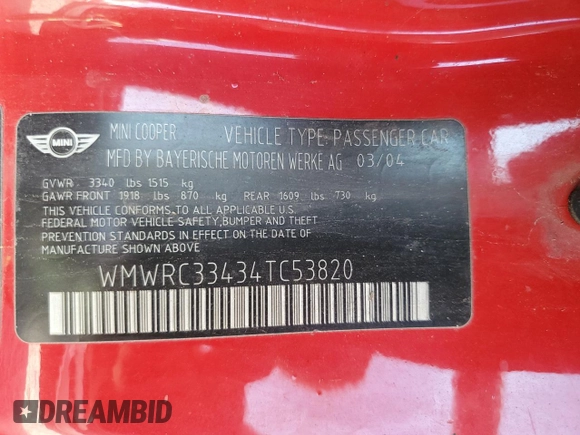 MINI
MINI COOPER VEHICLE TYPE: PASSENGER CAR
MFD BY BAYERISCHE MOTOREN WERKE AG 03/04
GVWR 3340 lbs 1515 kg
GAWR FRONT 1918 lbs 870 kg REAR 1609 lbs 730 kg
THIS VEHICLE CONFORMS TO ALL APPLICABLE U.S.
FEDERAL MOTOR VEHICLE SAFETY, BUMPER AND THEFT
PREVENTION STANDARDS IN EFFECT ON THE DATE OF
MANUFACTURE SHOWN ABOVE
WMWRC33434TC53820
DREAMBID